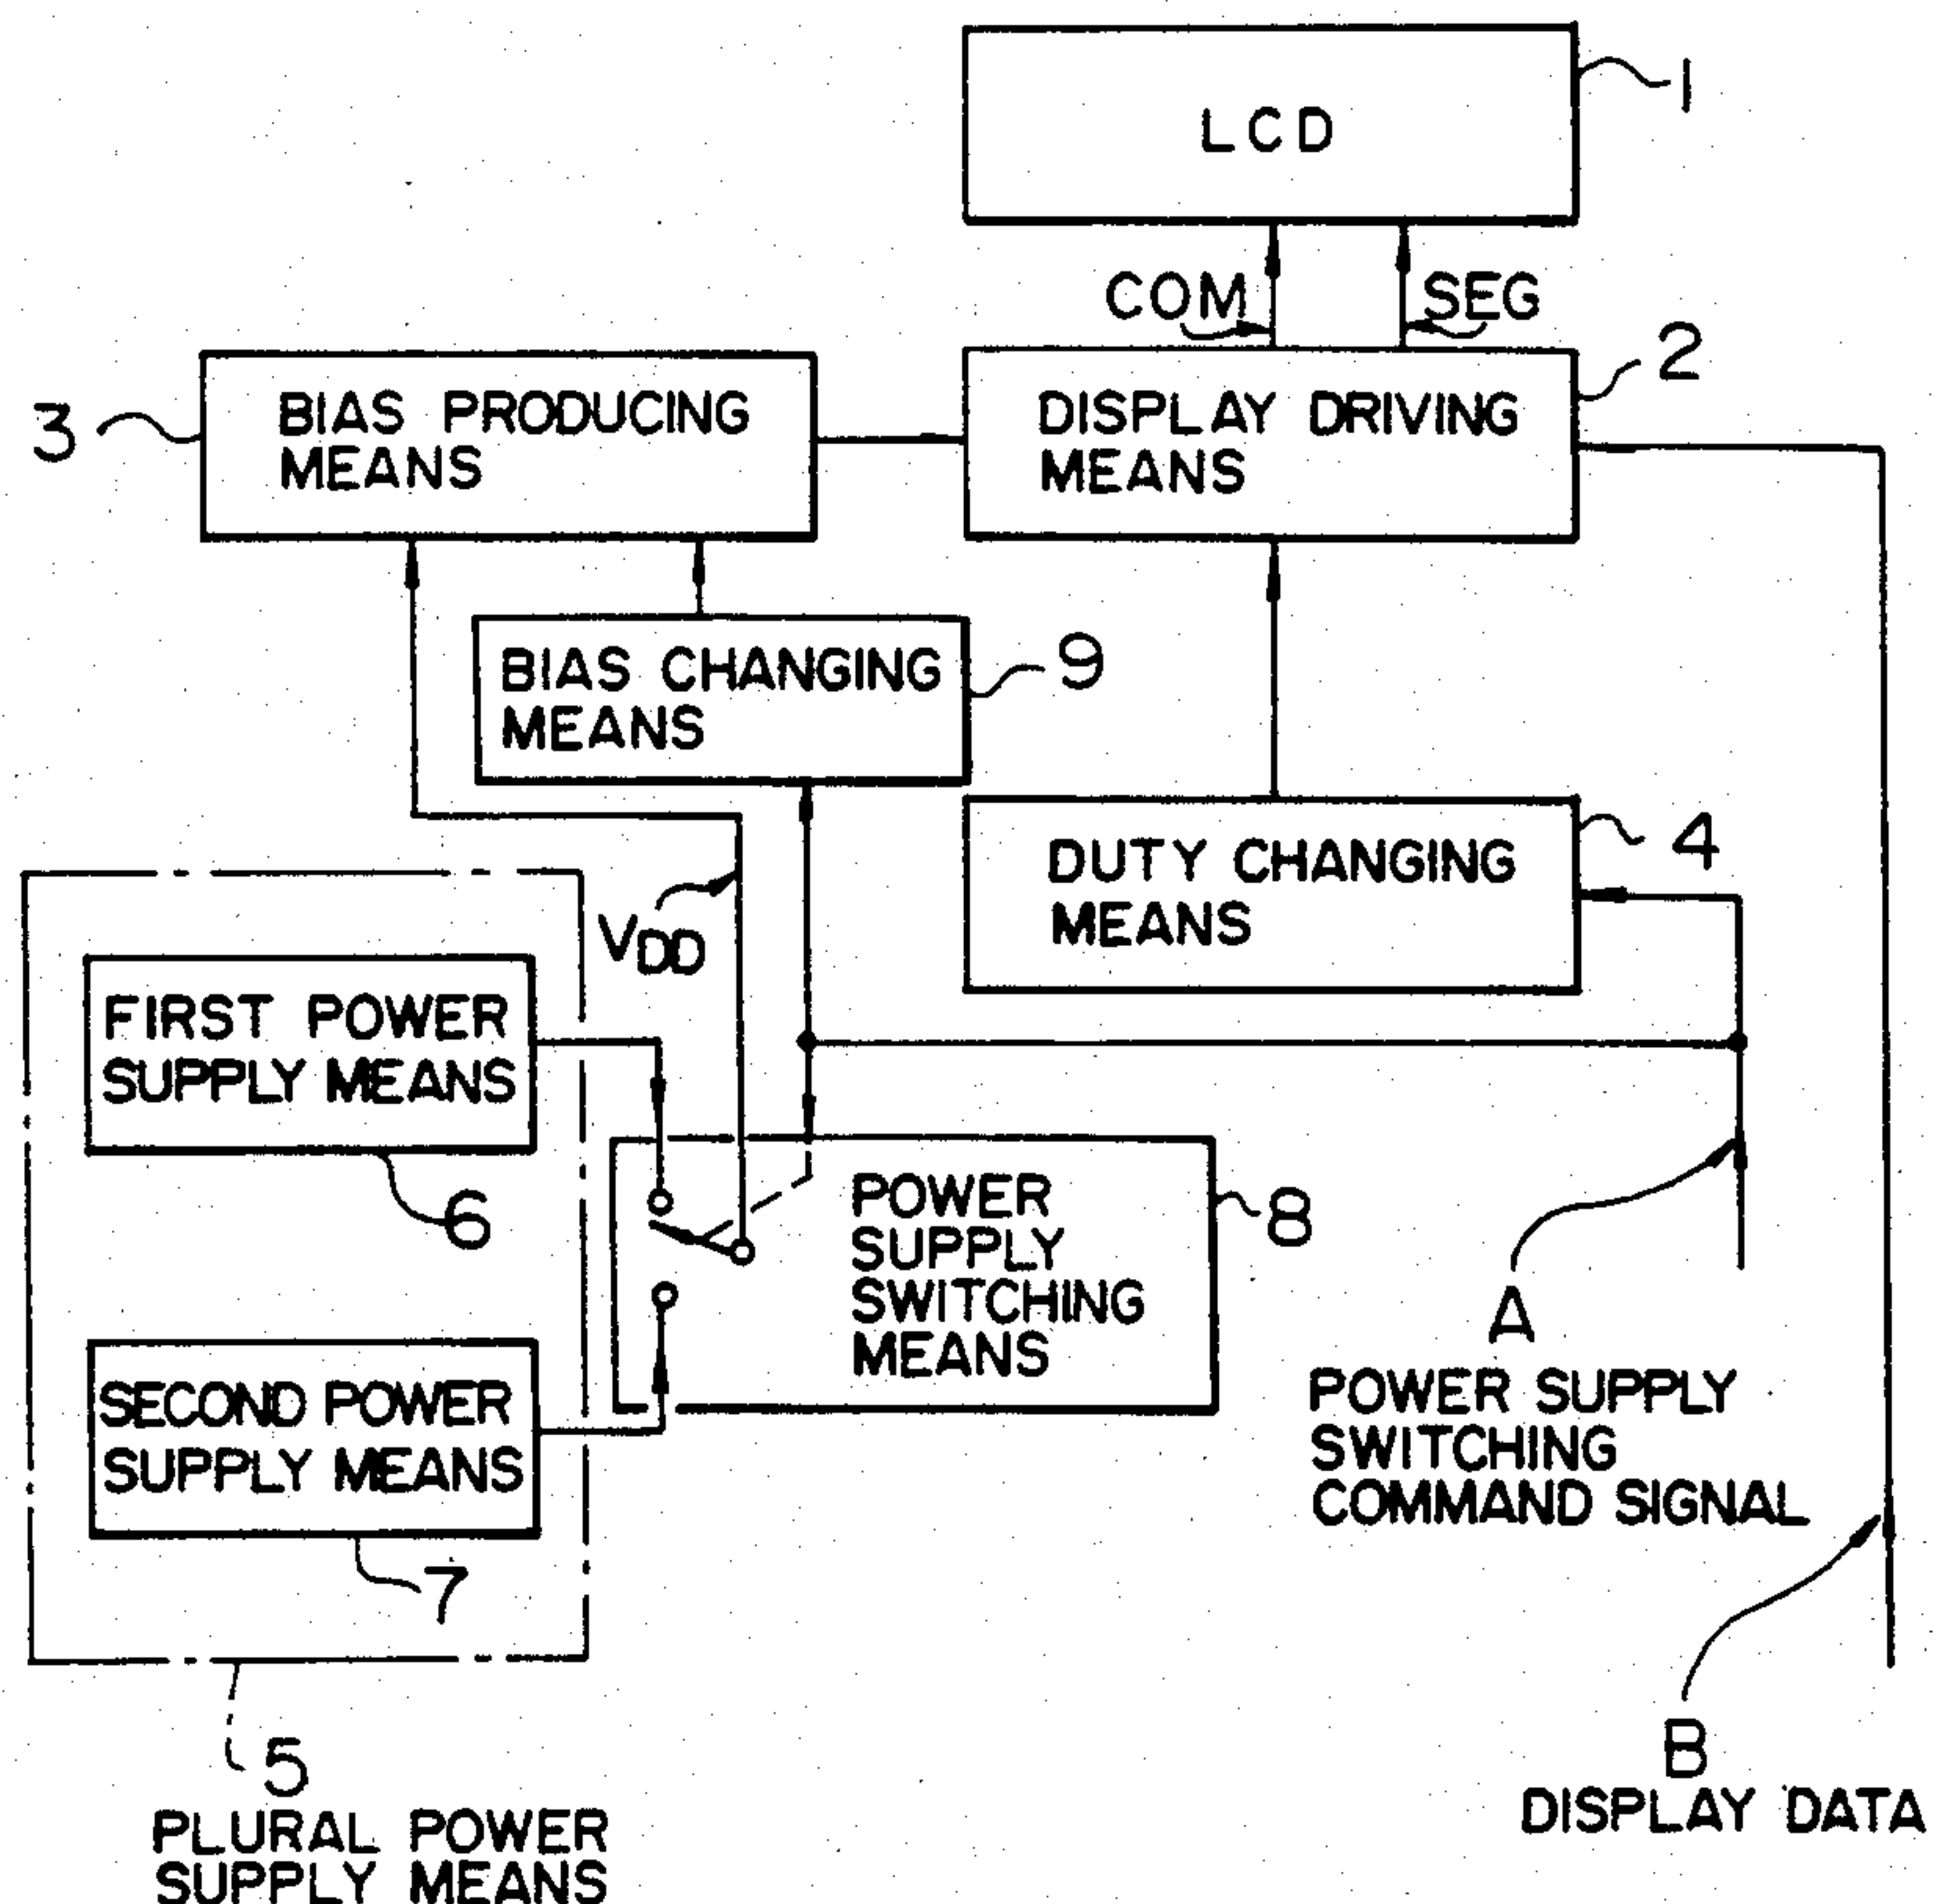 LCD
1
COM
SEG
2
3
BIAS PRODUCING
MEANS
DISPLAY DRIVING
MEANS
BIAS CHANGING
MEANS
9
4
DUTY CHANGING
MEANS
VDD
FIRST POWER
SUPPLY MEANS
6
POWER
SUPPLY
SWITCHING
MEANS
8
SECOND POWER
SUPPLY MEANS
7
A
POWER SUPPLY
SWITCHING
COMMAND SIGNAL
5
PLURAL POWER
SUPPLY MEANS
B
DISPLAY DATA